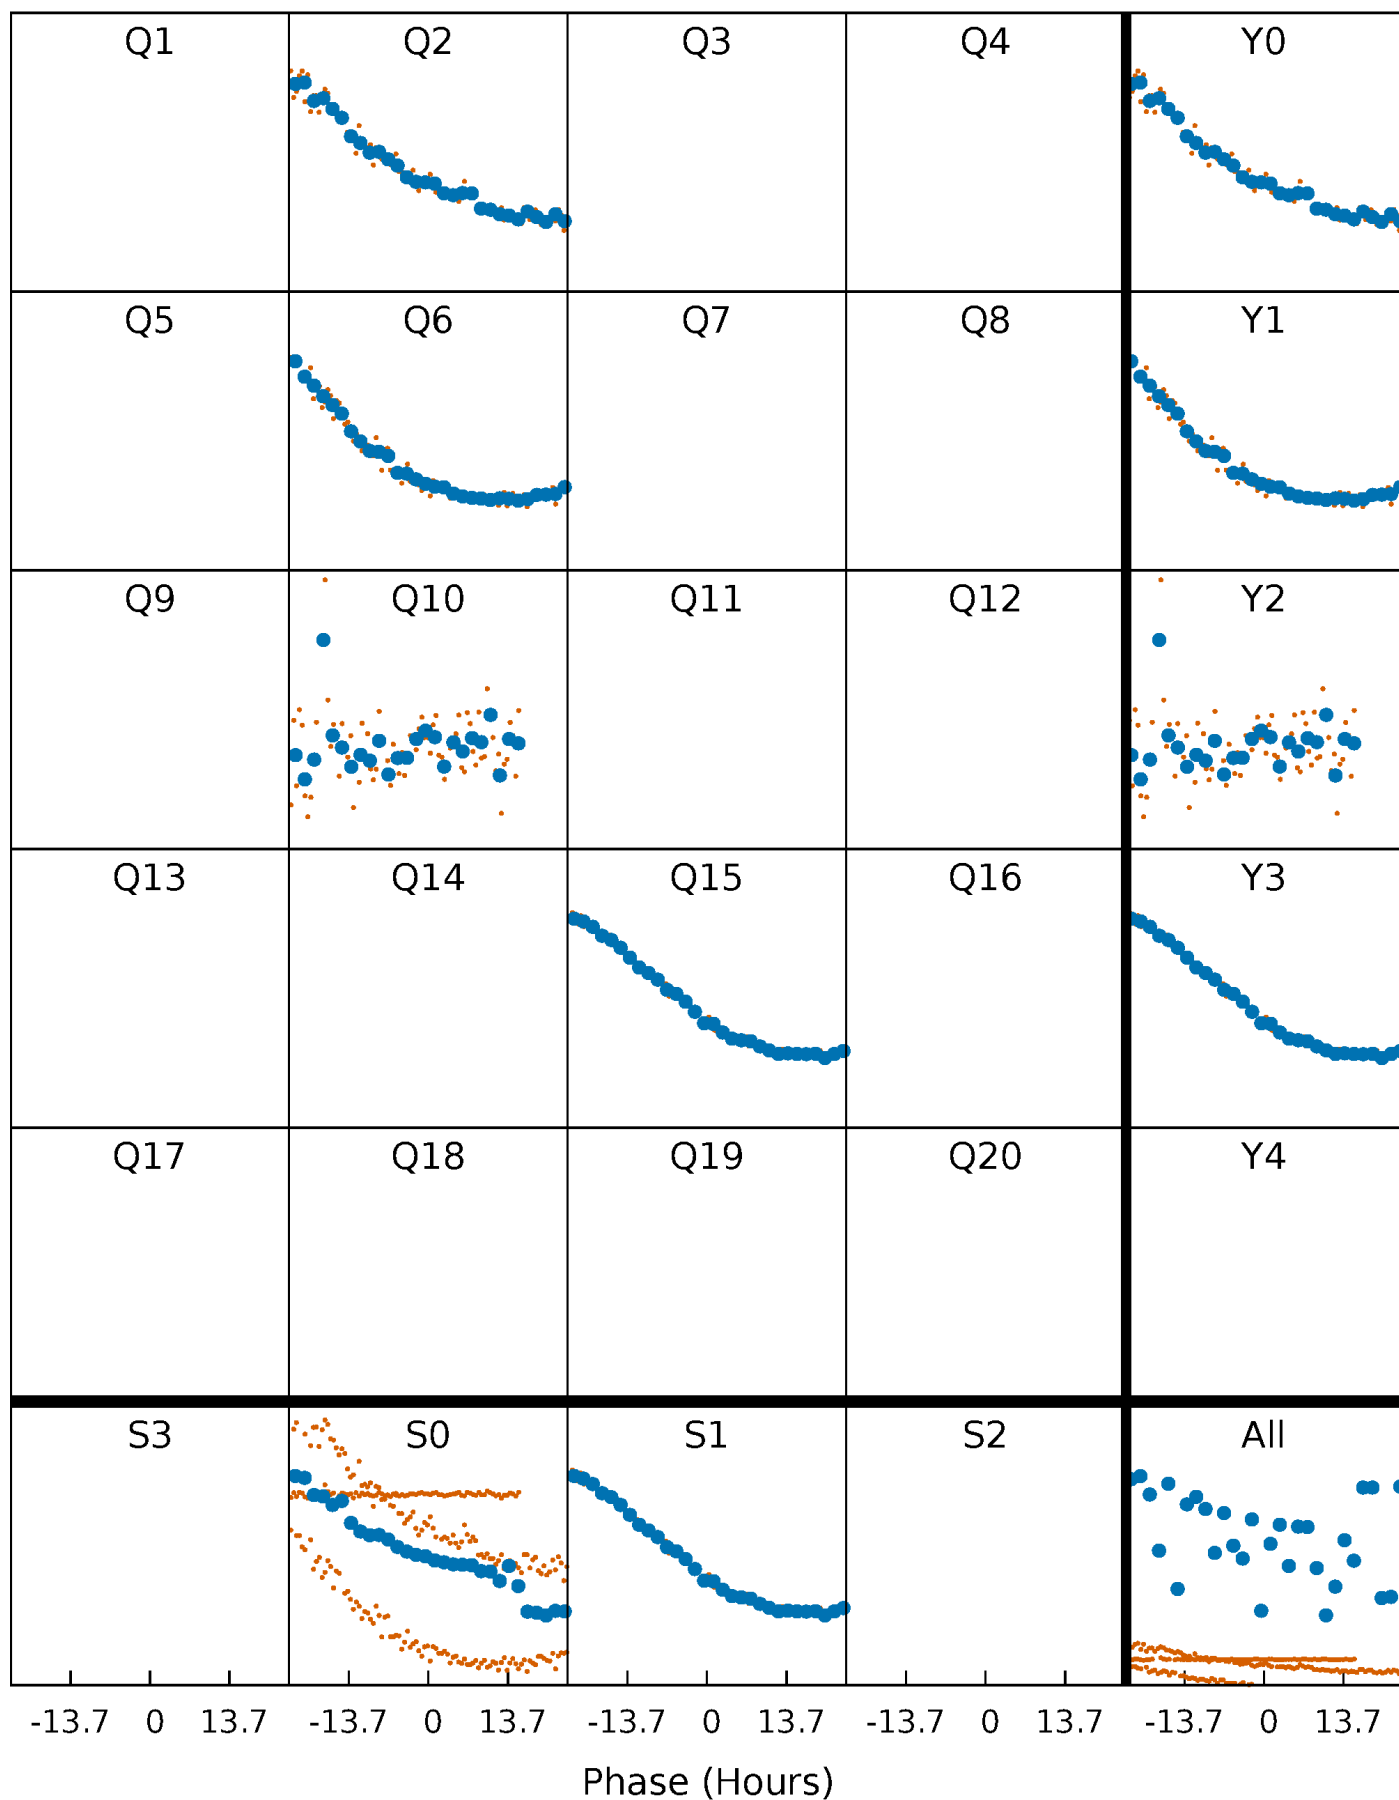 Q1 Q2 Q3 Q4 Y0
Q5 Q6 Q7 Q8 Y1
Q9 Q10 Q11 Q12 Y2
Q13 Q14 Q15 Q16 Y3
Q17 Q18 Q19 Q20 Y4
S3 S0 S1 S2 All
-13.7 0 13.7 -13.7 0 13.7 -13.7 0 13.7 -13.7 0 13.7 -13.7 0 13.7
Phase (Hours)